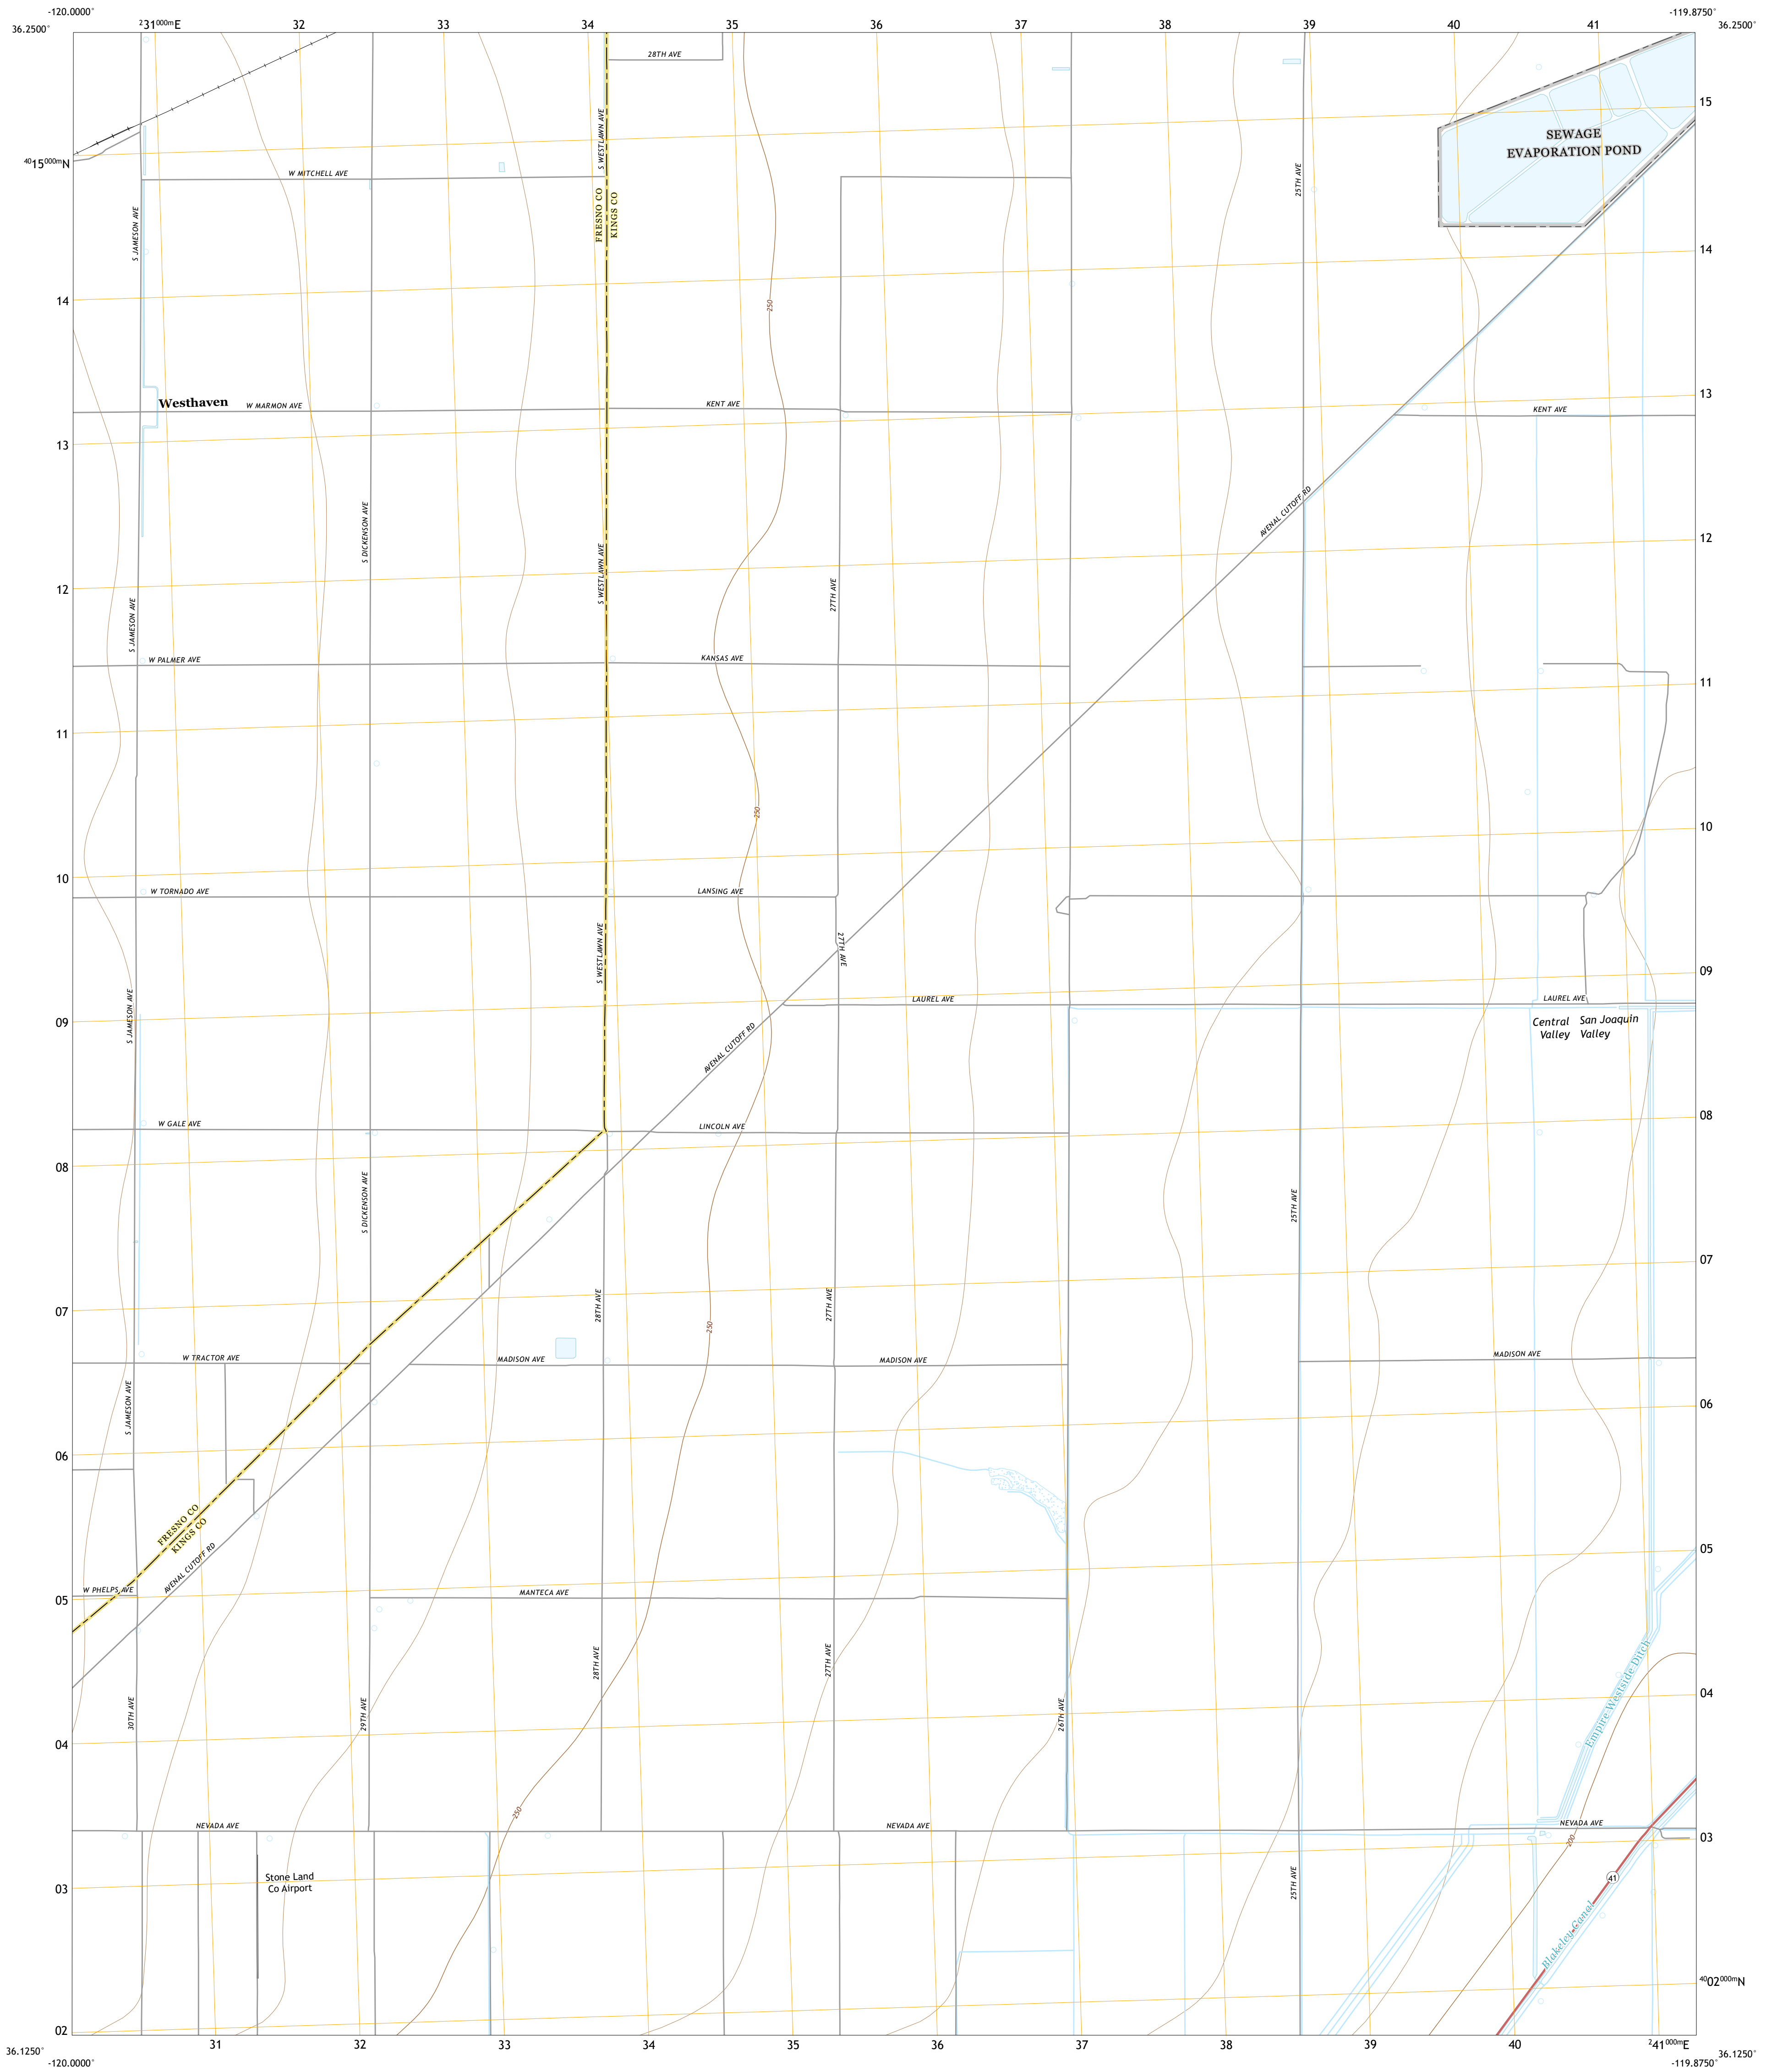 -120.0000°
-119.8750°
36.2500°
²31⁰⁰⁰ᵐE
32
33
34
35
36
37
38
39
40
41
36.2500°
28TH AVE
15
SEWAGE
EVAPORATION POND
S WESTLAWN AVE
⁴⁰15⁰⁰⁰ᵐN
W MITCHELL AVE
25TH AVE
S JAMESON AVE
FRESNO CO
KINGS CO
14
14
250
13
Westhaven
W MARMON AVE
KENT AVE
KENT AVE
13
AVENAL CUTOFF RD
S DICKENSON AVE
12
S WESTLAWN AVE
12
27TH AVE
S JAMESON AVE
W PALMER AVE
KANSAS AVE
11
11
250
10
10
W TORNADO AVE
LANSING AVE
S WESTLAWN AVE
27TH AVE
09
LAUREL AVE
LAUREL AVE
S JAMESON AVE
09
Central
Valley
San Joaquin
Valley
AVENAL CUTOFF RD
W GALE AVE
LINCOLN AVE
08
08
S DICKENSON AVE
25TH AVE
07
07
28TH AVE
27TH AVE
250
W TRACTOR AVE
MADISON AVE
MADISON AVE
MADISON AVE
S JAMESON AVE
06
06
FRESNO CO
KINGS CO
AVENAL CUTOFF RD
05
W PHELPS AVE
MANTECA AVE
05
28TH AVE
27TH AVE
Empire Westside Ditch
04
30TH AVE
29TH AVE
26TH AVE
04
250
NEVADA AVE
NEVADA AVE
NEVADA AVE
200
03
Stone Land
Co Airport
25TH AVE
41
03
Blakeley Canal
⁴⁰02⁰⁰⁰ᵐN
02
31
32
33
34
35
36
37
38
39
40
²41⁰⁰⁰ᵐE
36.1250°
36.1250°
-120.0000°
-119.8750°